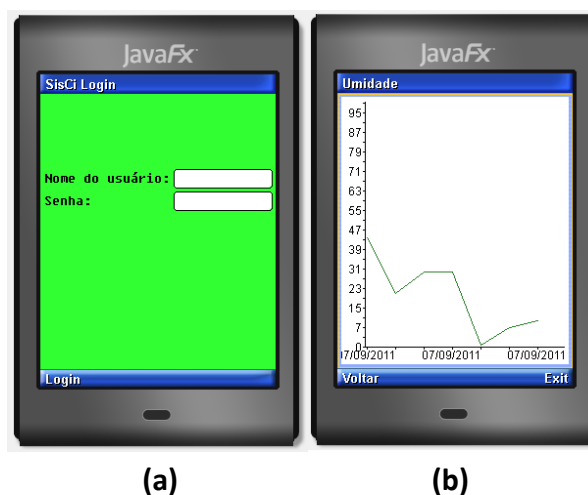 JavaFx
SisCi Login
Nome do usuário:
Senha:
Login
(a)
JavaFx
Umidade
95
87
79
71
63
55
47
39
31
23
15
7
0
07/09/2011 07/09/2011 07/09/2011
Voltar Exit
(b)